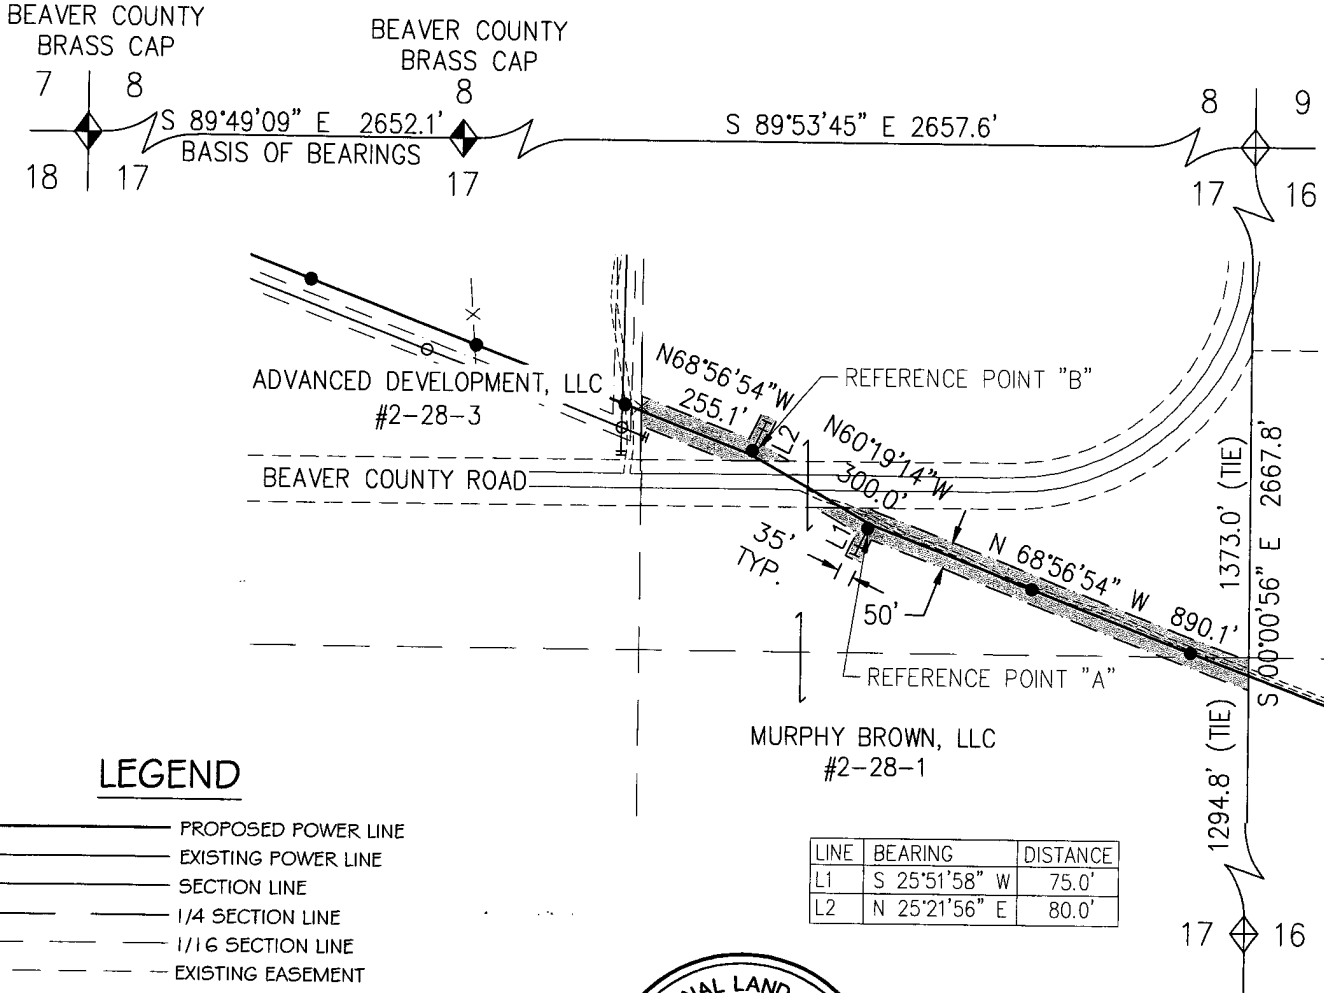 BEAVER COUNTY
BRASS CAP
BEAVER COUNTY
BRASS CAP
7 8
8
8 9
S 89°49'09" E 2652.1'
BASIS OF BEARINGS
S 89°53'45" E 2657.6'
18 17
17
17 16
N68°56'54"W
255.1'
REFERENCE POINT "B"
ADVANCED DEVELOPMENT, LLC
#2-28-3
L2
N60°19'14"W
300.0'
BEAVER COUNTY ROAD
L1
35'
TYP.
50'
N 68°56'54" W 890.1'
1373.0' (TIE)
S 00°00'56" E 2667.8'
REFERENCE POINT "A"
1294.8' (TIE)
MURPHY BROWN, LLC
#2-28-1
LEGEND
PROPOSED POWER LINE
EXISTING POWER LINE
SECTION LINE
1/4 SECTION LINE
1/16 SECTION LINE
EXISTING EASEMENT
LINE BEARING DISTANCE
L1 S 25°51'58" W 75.0'
L2 N 25°21'56" E 80.0'
17 16
LAND